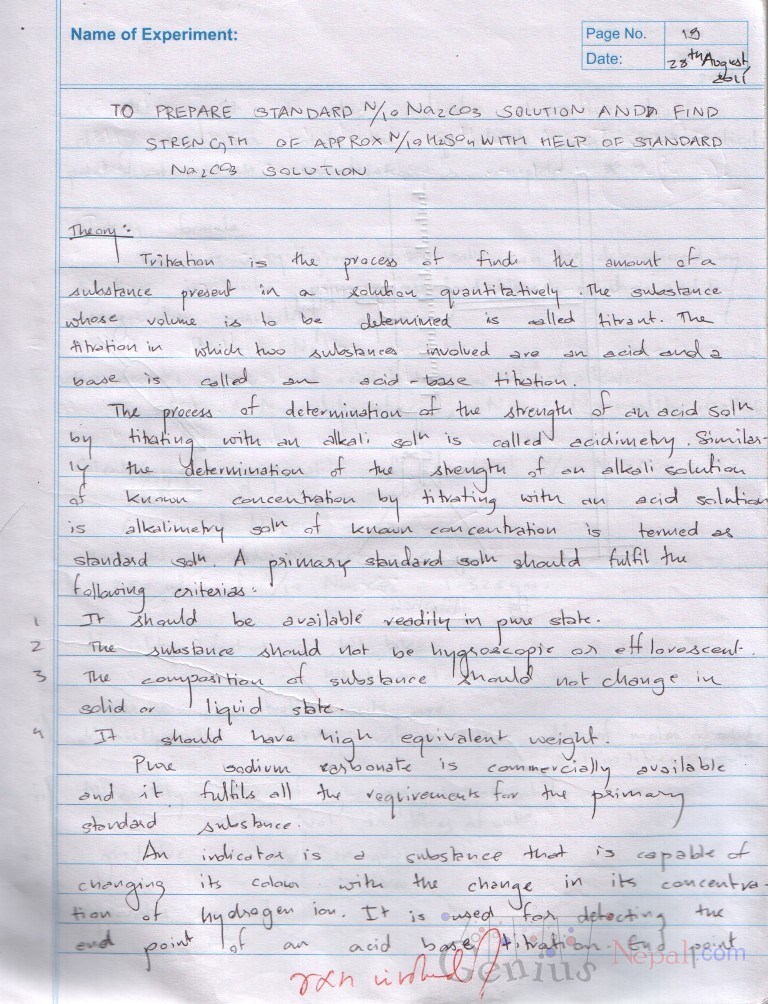 Name of Experiment:
Page No. 19
Date: 28th August, 2011
TO PREPARE STANDARD N/10 Na2CO3 SOLUTION AND FIND
STRENGTH OF APPROX N/10 H2SO4 WITH HELP OF STANDARD
Na2CO3 SOLUTION
Theory:-
Tvitration is the process of find the amount of a
substance present in a solution quantitatively. The substance
whose volume is to be determined is called titrant. The
titration in which two substances involved are an acid and a
base is called an acid-base titration.
The process of determination of the strength of an acid soln
by titrating with an alkali soln is called acidimetry. Similar-
ly the determination of the strength of an alkali solution
of known concentration by titrating with an acid solution
is alkalimetry soln of known concentration is termed as
standard soln. A primary standard soln should fulfil the
following criterias:
1 It should be available readily in pure state.
2 The substance should not be hygroscopic or efflorescent.
3 The composition of substance should not change in
solid or liquid state.
4 It should have high equivalent weight.
Pure sodium carbonate is commercially available
and it fulfils all the requirements for the primary
standard substance.
An indicator is a substance that is capable of
changing its colour with the change in its concentra-
tion of hydrogen ion. It is used for detecting the
end point of an acid base titration. End point
rxn involved?
Genius Nepal.com